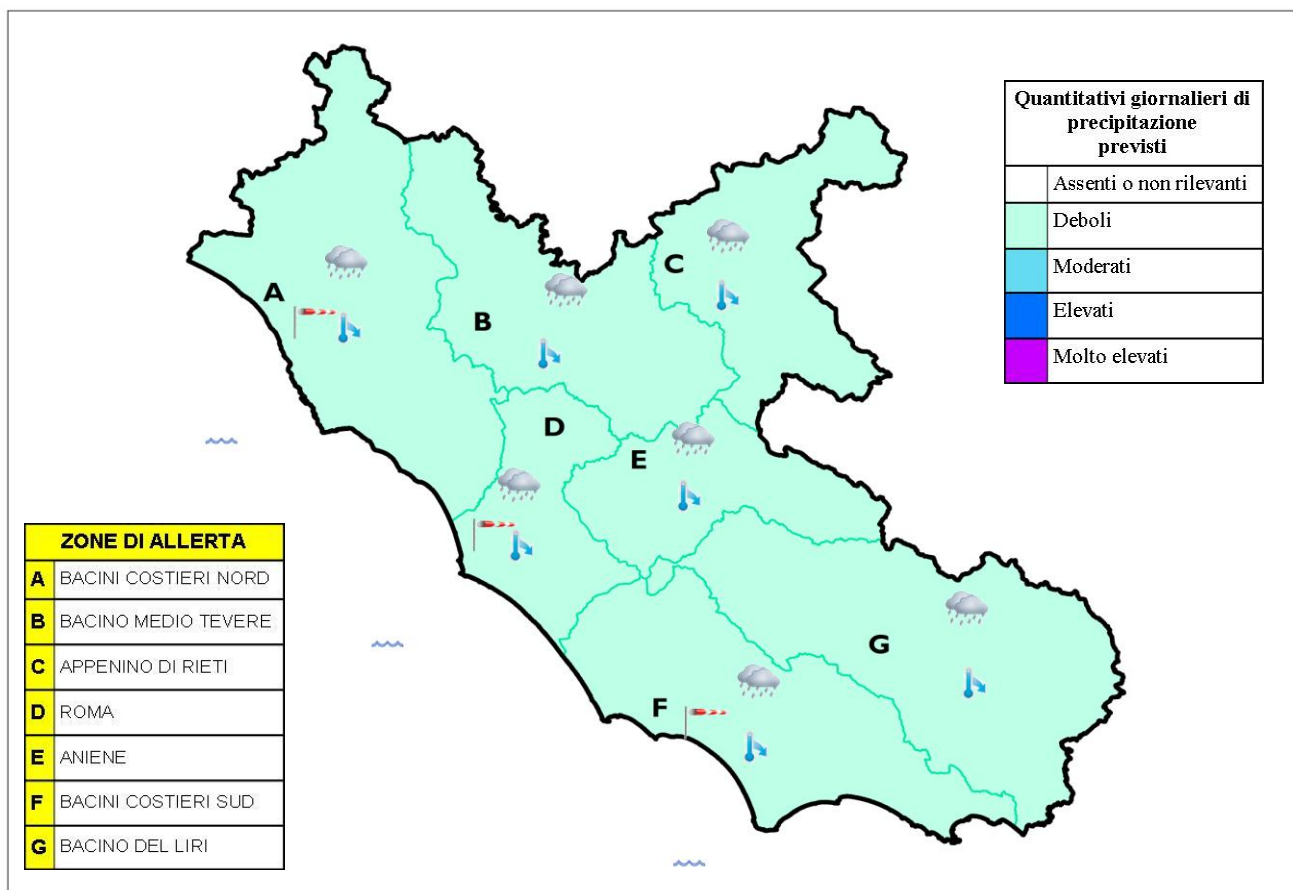 Quantitativi giornalieri di
precipitazione
previsti
Assenti o non rilevanti
Deboli
Moderati
Elevati
Molto elevati
A
B
C
D
E
F
G
ZONE DI ALLERTA
A BACINI COSTIERI NORD
B BACINO MEDIO TEVERE
C APPENINO DI RIETI
D ROMA
E ANIENE
F BACINI COSTIERI SUD
G BACINO DEL LIRI